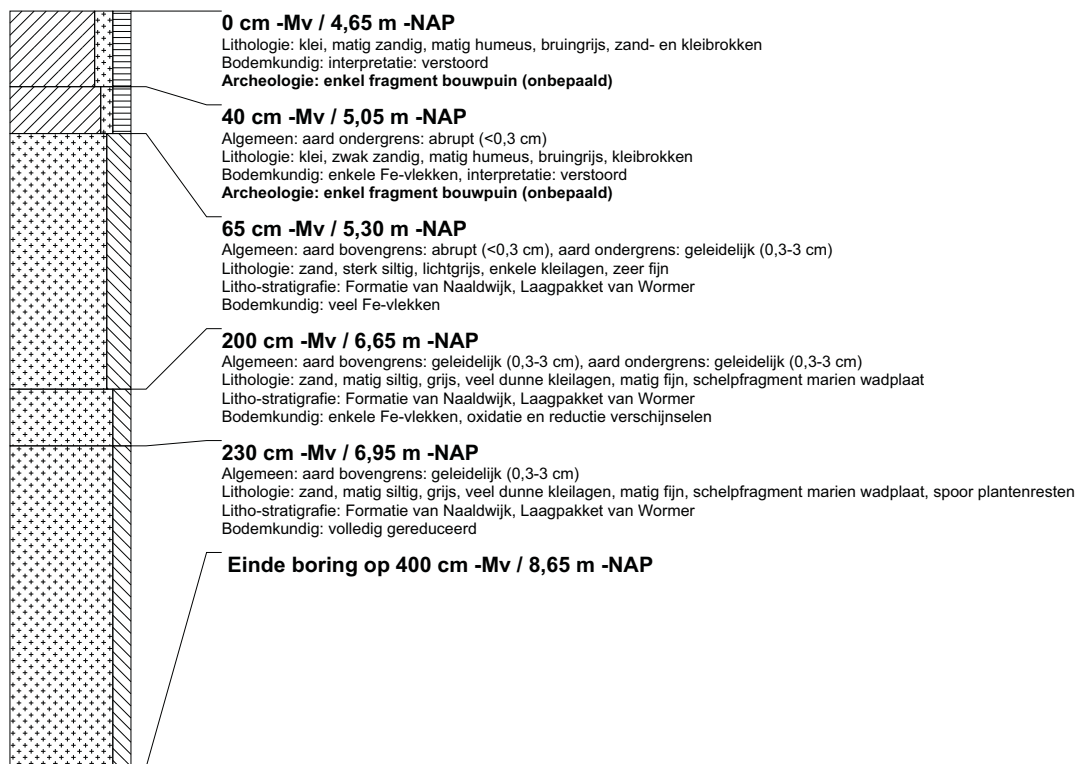 0 cm -Mv / 4,65 m -NAP
Lithologie: klei, matig zandig, matig humeus, bruingrijs, zand- en kleibrokken
Bodemkundig: interpretatie: verstoord
Archeologie: enkel fragment bouwpuin (onbepaald)
40 cm -Mv / 5,05 m -NAP
Algemeen: aard ondergrens: abrupt (<0,3 cm)
Lithologie: klei, zwak zandig, matig humeus, bruingrijs, kleibrokken
Bodemkundig: enkele Fe-vlekken, interpretatie: verstoord
Archeologie: enkel fragment bouwpuin (onbepaald)
65 cm -Mv / 5,30 m -NAP
Algemeen: aard bovengrens: abrupt (<0,3 cm), aard ondergrens: geleidelijk (0,3-3 cm)
Lithologie: zand, sterk siltig, lichtgrijs, enkele kleilagen, zeer fijn
Litho-stratigrafie: Formatie van Naaldwijk, Laagpakket van Wormer
Bodemkundig: veel Fe-vlekken
200 cm -Mv / 6,65 m -NAP
Algemeen: aard bovengrens: geleidelijk (0,3-3 cm), aard ondergrens: geleidelijk (0,3-3 cm)
Lithologie: zand, matig siltig, grijs, veel dunne kleilagen, matig fijn, schelpfragment marien wadplaat
Litho-stratigrafie: Formatie van Naaldwijk, Laagpakket van Wormer
Bodemkundig: enkele Fe-vlekken, oxidatie en reductie verschijnselen
230 cm -Mv / 6,95 m -NAP
Algemeen: aard bovengrens: geleidelijk (0,3-3 cm)
Lithologie: zand, matig siltig, grijs, veel dunne kleilagen, matig fijn, schelpfragment marien wadplaat, spoor plantenresten
Litho-stratigrafie: Formatie van Naaldwijk, Laagpakket van Wormer
Bodemkundig: volledig gereduceerd
Einde boring op 400 cm -Mv / 8,65 m -NAP